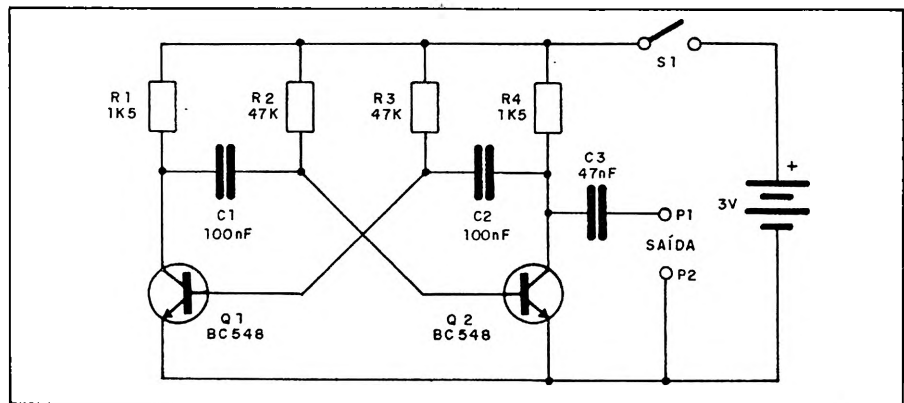 R1
1K5
R2
47K
R3
47K
R4
1K5
S1
C1
100nF
C2
100nF
C3
47nF
+
3V
P1
SAÍDA
P2
Q1
BC548
Q2
BC548